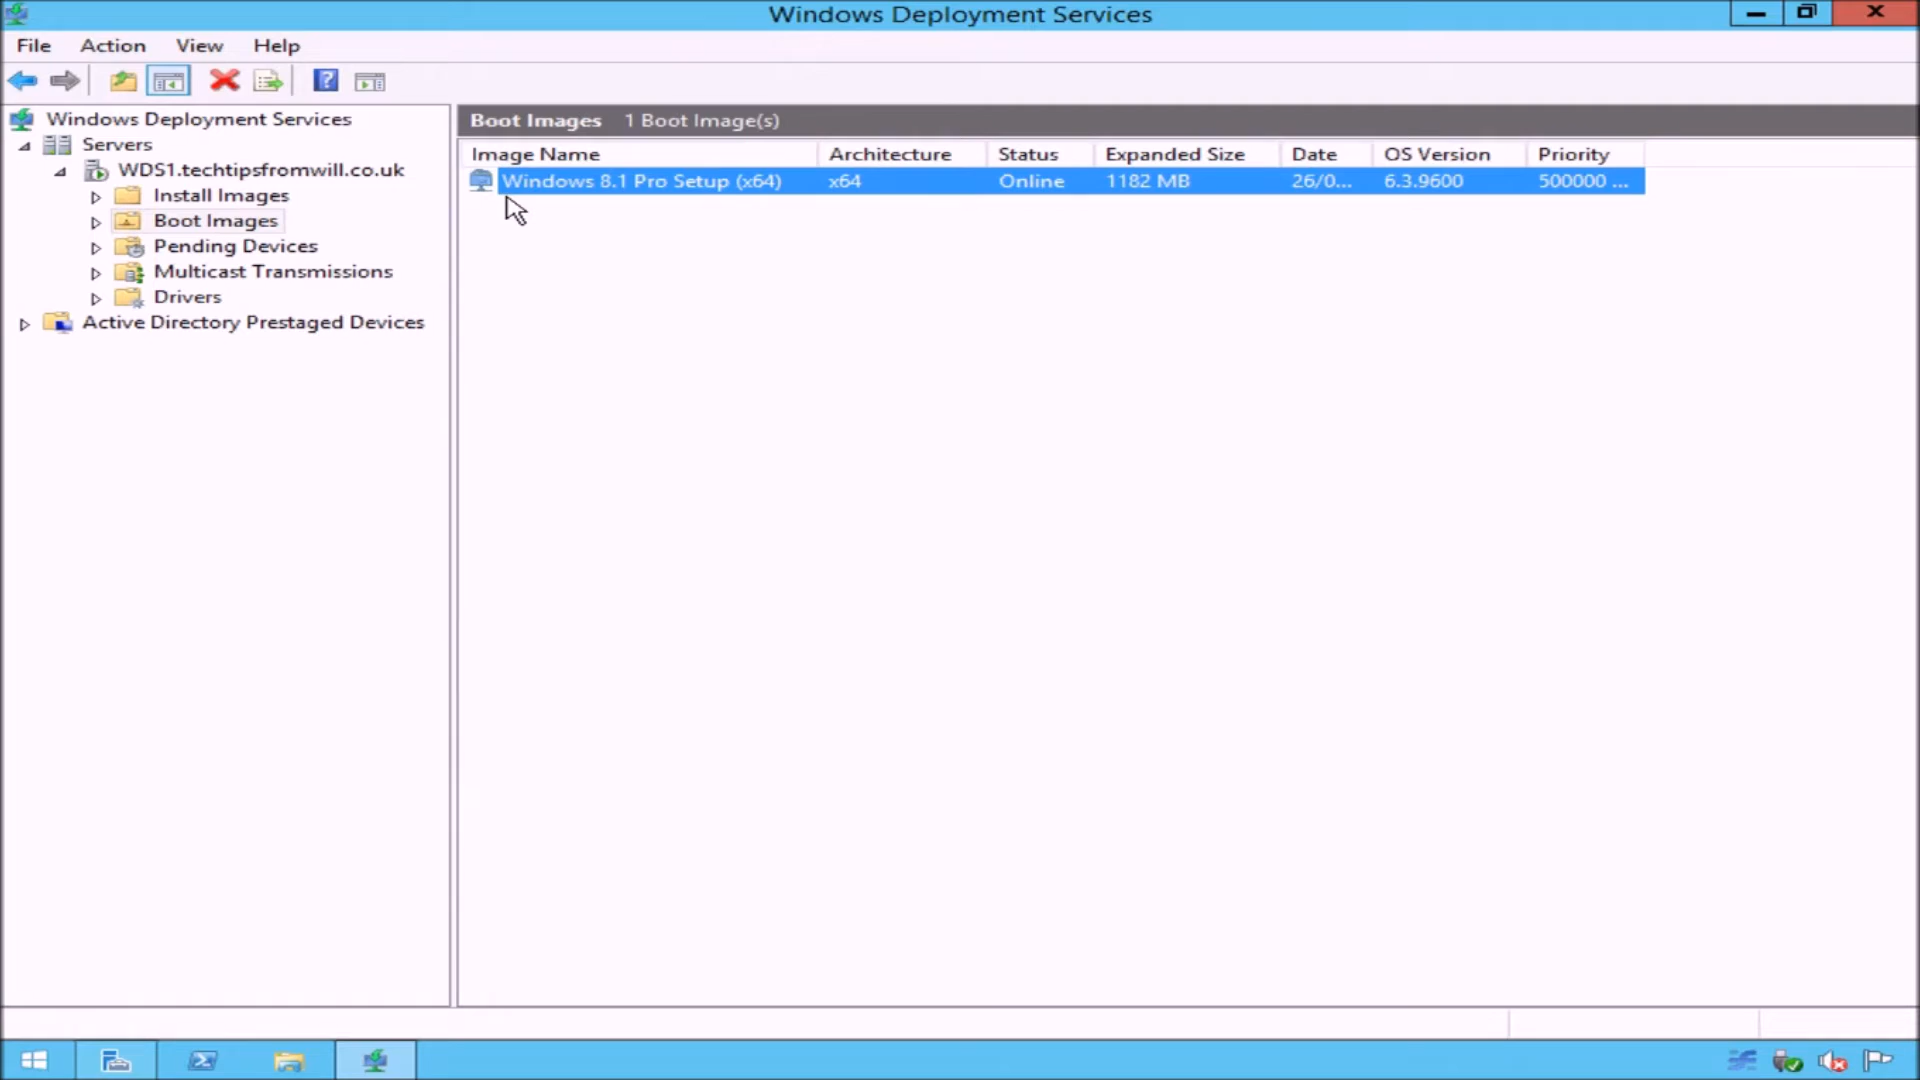 Windows Deployment Services
File Action View Help
Windows Deployment Services
Servers
WDS1.techtipsfromwill.co.uk
Install Images
Boot Images
Pending Devices
Multicast Transmissions
Drivers
Active Directory Prestaged Devices
Boot Images 1 Boot Image(s)
Image Name Architecture Status Expanded Size Date OS Version Priority
Windows 8.1 Pro Setup (x64) x64 Online 1182 MB 26/0... 6.3.9600 500000 ...